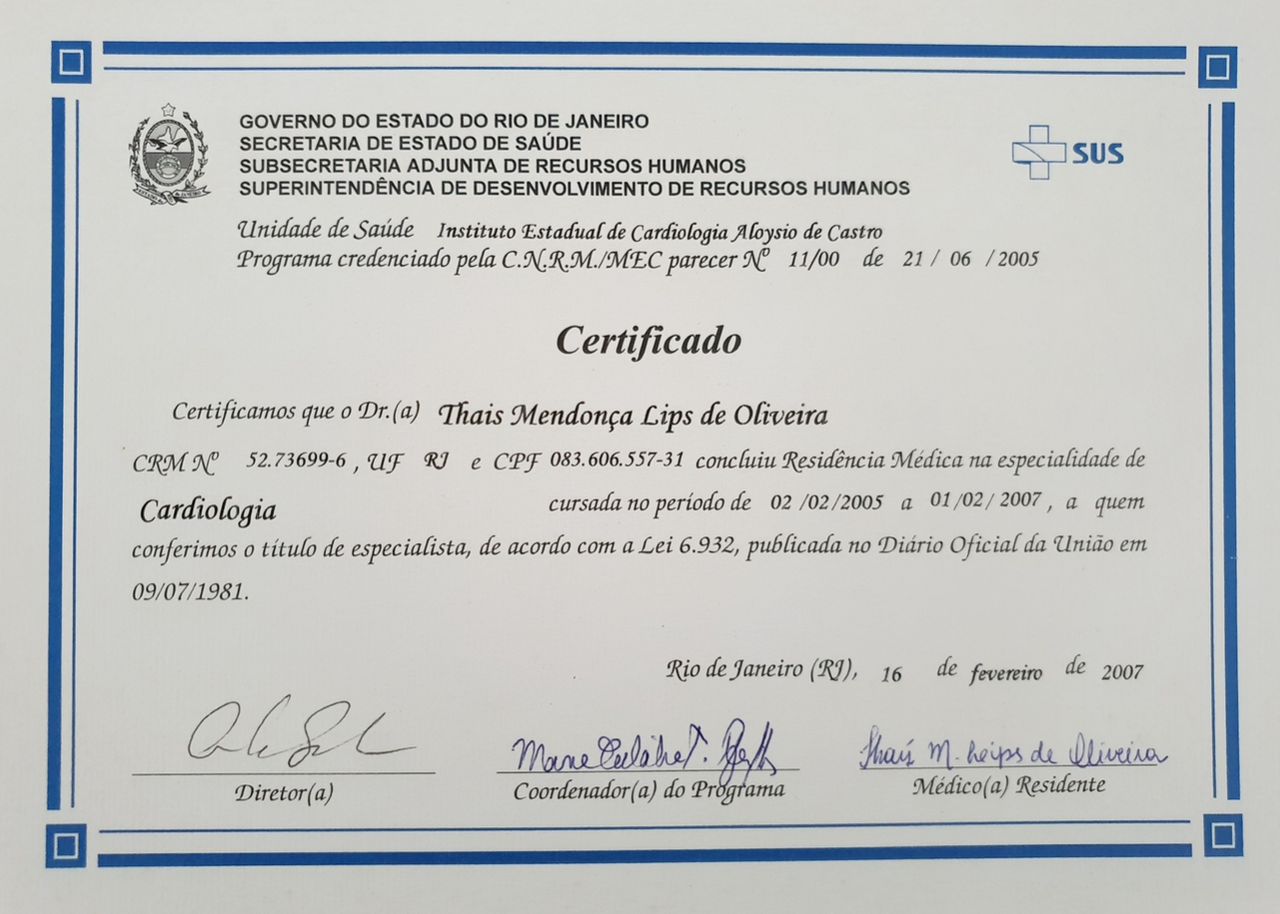 GOVERNO DO ESTADO DO RIO DE JANEIRO
SECRETARIA DE ESTADO DE SAÚDE
SUBSECRETARIA ADJUNTA DE RECURSOS HUMANOS
SUPERINTENDÊNCIA DE DESENVOLVIMENTO DE RECURSOS HUMANOS
SUS
Unidade de Saúde Instituto Estadual de Cardiologia Aloysio de Castro
Programa credenciado pela C.N.R.M./MEC parecer Nº 11/00 de 21 / 06 / 2005
Certificado
Certificamos que o Dr.(a) Thais Mendonça Lips de Oliveira
CRM Nº 52.73699-6 , UF RJ e CPF 083.606.557-31 concluiu Residência Médica na especialidade de
Cardiologia cursada no período de 02 /02/2005 a 01/02/ 2007 , a quem
conferimos o título de especialista, de acordo com a Lei 6.932, publicada no Diário Oficial da União em
09/07/1981.
Rio de Janeiro (RJ), 16 de fevereiro de 2007
M. de Oliveira
Diretor(a) Coordenador(a) do Programa Médico(a) Residente